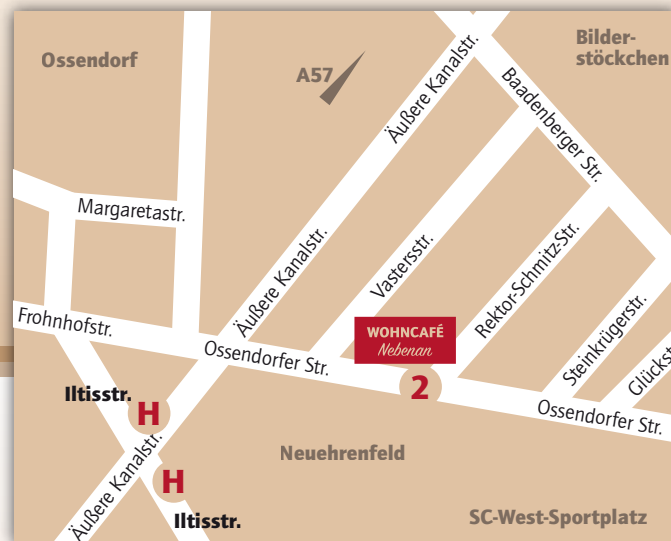 Ossendorf
Bilder-
stöckchen
A57
Äußere Kanalstr.
Baadenberger Str.
Margaretastr.
Äußere Kanalstr.
Vastersstr.
Rektor-Schmitz-Str.
Frohnhofstr.
Ossendorfer Str.
WOHNCAFÉ
Nebenan
2
Steinkrügerstr.
Glückst
Iltisstr.
H
Ossendorfer Str.
Äußere Kanalstr.
Neuehrenfeld
H
Iltisstr.
SC-West-Sportplatz